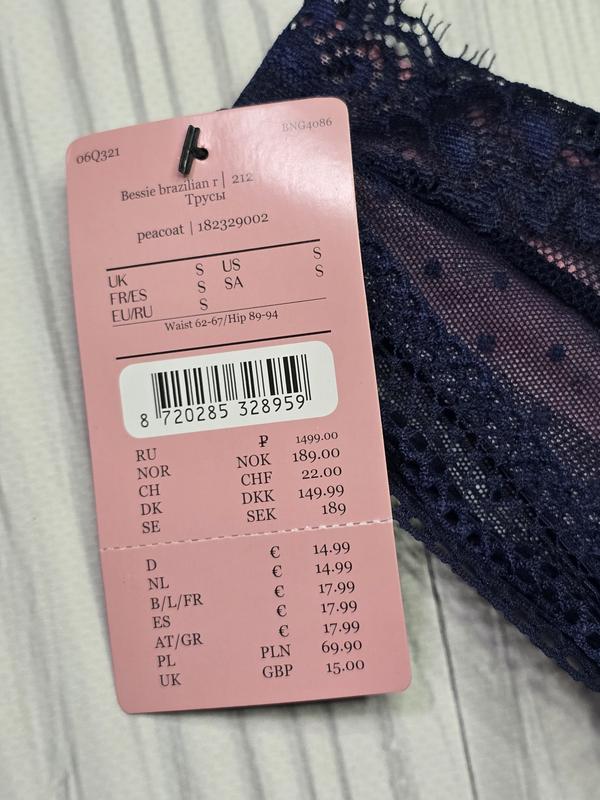 06Q321 BNG4086
Bessie brazilian r | 212
Трусы
peacoat | 182329002
UK S US S
FR/ES S SA S
EU/RU S
Waist 62-67/Hip 89-94
8 720285 328959
RU ₽ 1499.00
NOR NOK 189.00
CH CHF 22.00
DK DKK 149.99
SE SEK 189
D € 14.99
NL € 14.99
B/L/FR € 17.99
ES € 17.99
AT/GR € 17.99
PL PLN 69.90
UK GBP 15.00